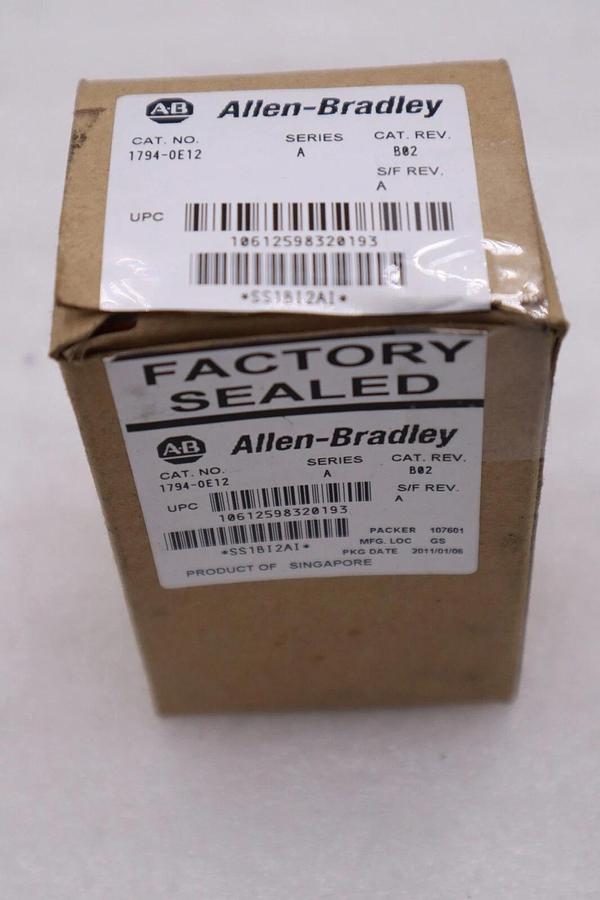 A-B Allen-Bradley
CAT. NO. SERIES CAT. REV.
1794-OE12 A B02
S/F REV.
A
UPC
10612598320193
*SS1BI2AI*
FACTORY
SEALED
A-B Allen-Bradley
CAT. NO. SERIES CAT. REV.
1794-OE12 A B02
UPC S/F REV.
10612598320193 A
*SS1BI2AI*
PACKER 107601
MFG. LOC GS
PKG DATE 2011/01/06
PRODUCT OF SINGAPORE